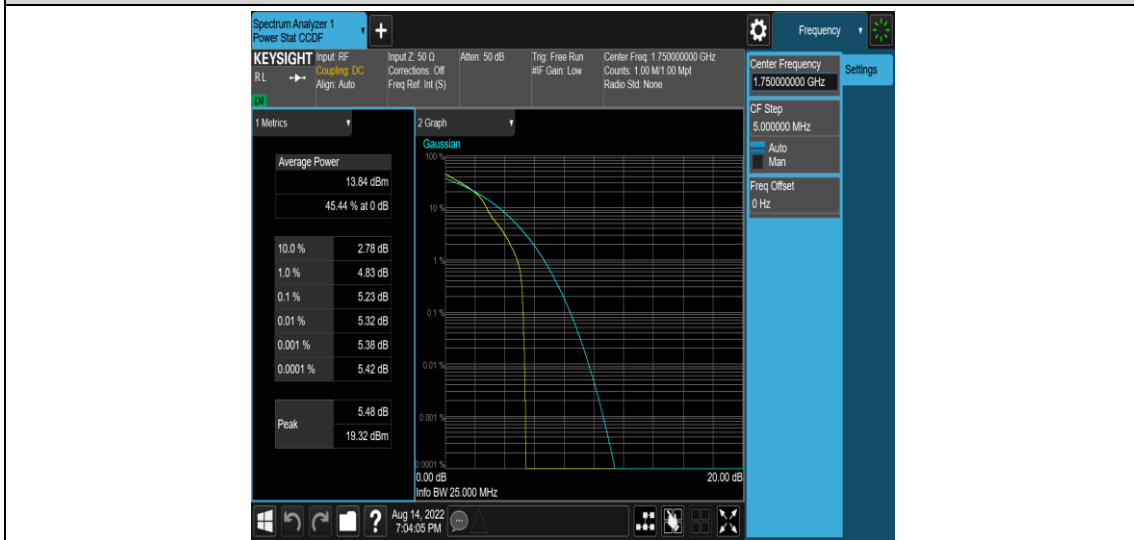 Spectrum Analyzer 1
Power Stat CCDF
Frequency
KEYSIGHT
RL
LXI
Input: RF
Coupling: DC
Align: Auto
Input Z: 50 Ω
Corrections: Off
Freq Ref: Int (S)
Atten: 50 dB
Trig: Free Run
#IF Gain: Low
Center Freq: 1.750000000 GHz
Counts: 1.00 M/1.00 Mpt
Radio Std: None
Center Frequency
1.750000000 GHz
Settings
CF Step
5.000000 MHz
Auto
Man
Freq Offset
0 Hz
1 Metrics
Average Power
13.84 dBm
45.44 % at 0 dB
10.0 % 2.78 dB
1.0 % 4.83 dB
0.1 % 5.23 dB
0.01 % 5.32 dB
0.001 % 5.38 dB
0.0001 % 5.42 dB
Peak 5.48 dB
19.32 dBm
2 Graph
Gaussian
100 %
10 %
1 %
0.1 %
0.01 %
0.001 %
0.0001 %
0.00 dB 20.00 dB
Info BW 25.000 MHz
?
Aug 14, 2022
7:04:05 PM